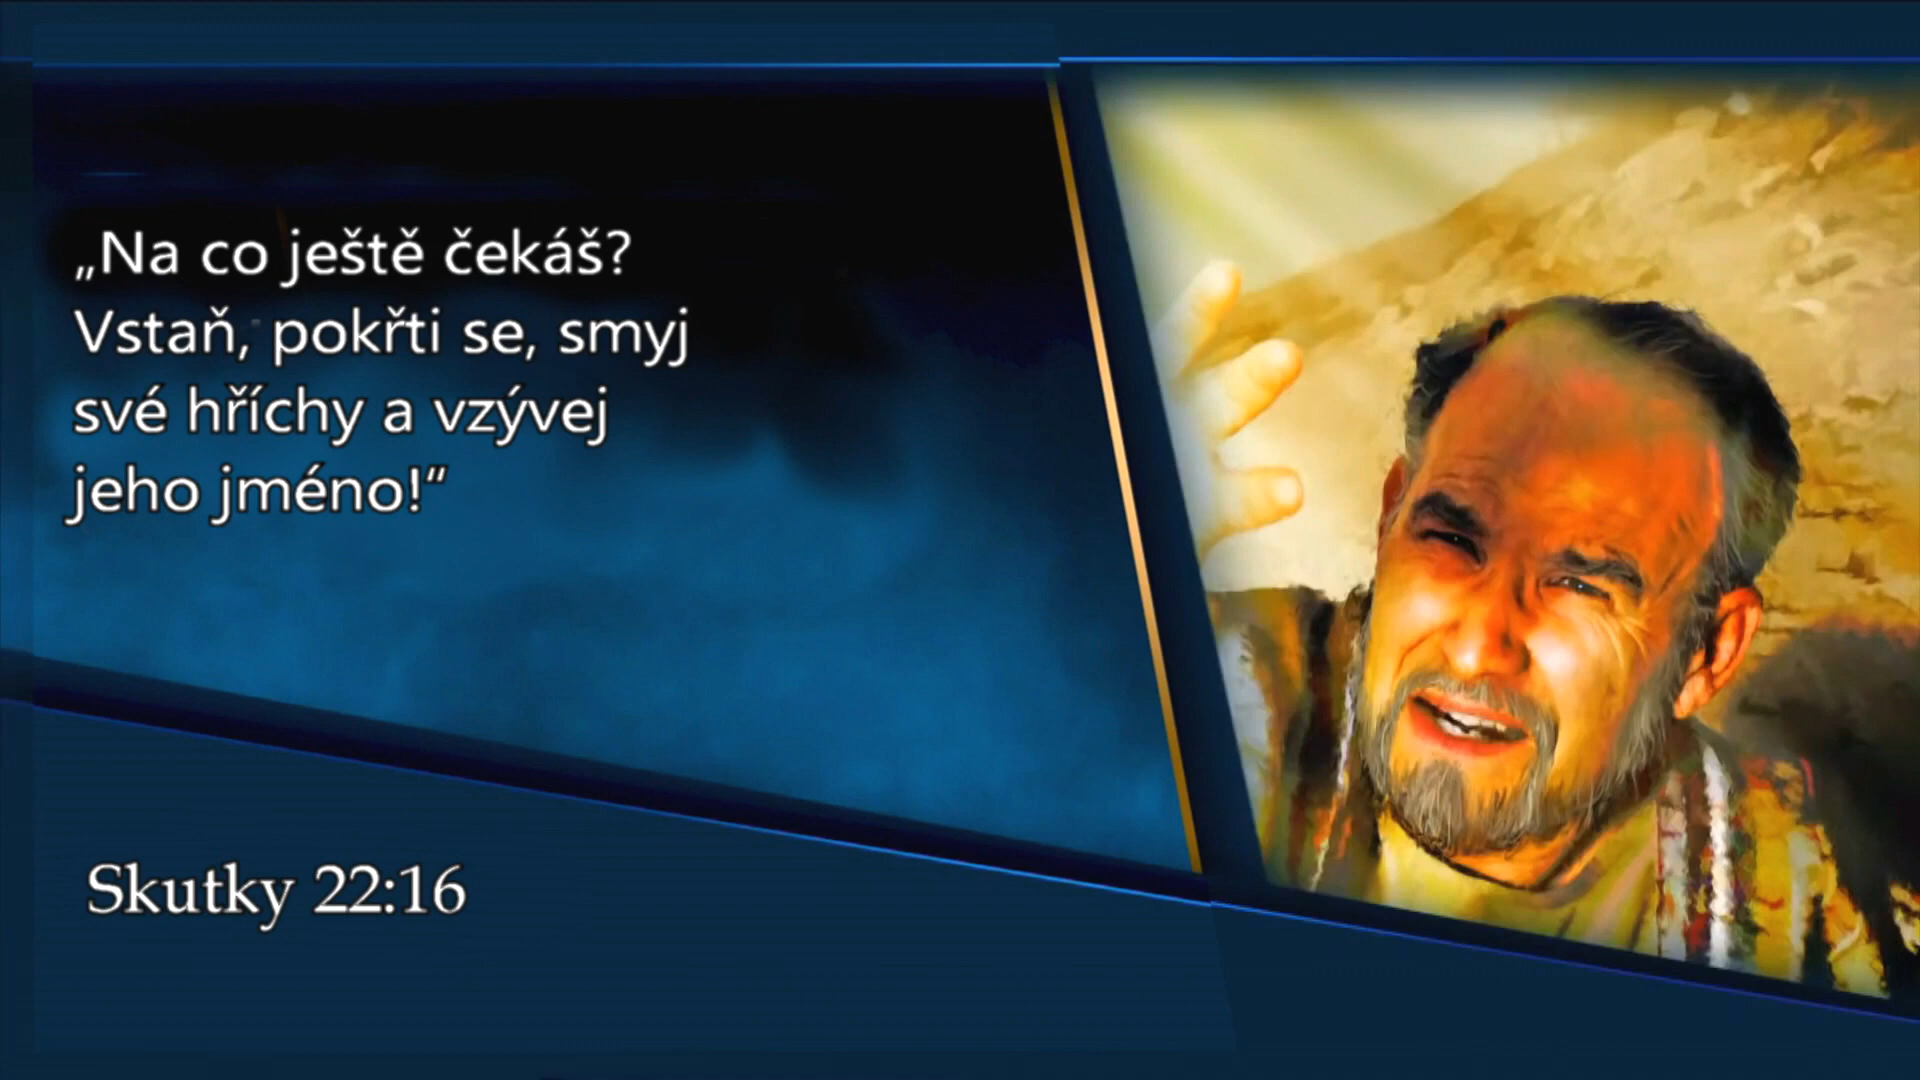 „Na co ještě čekáš?
Vstaň, pokřti se, smyj
své hříchy a vzývej
jeho jméno!“
Skutky 22:16